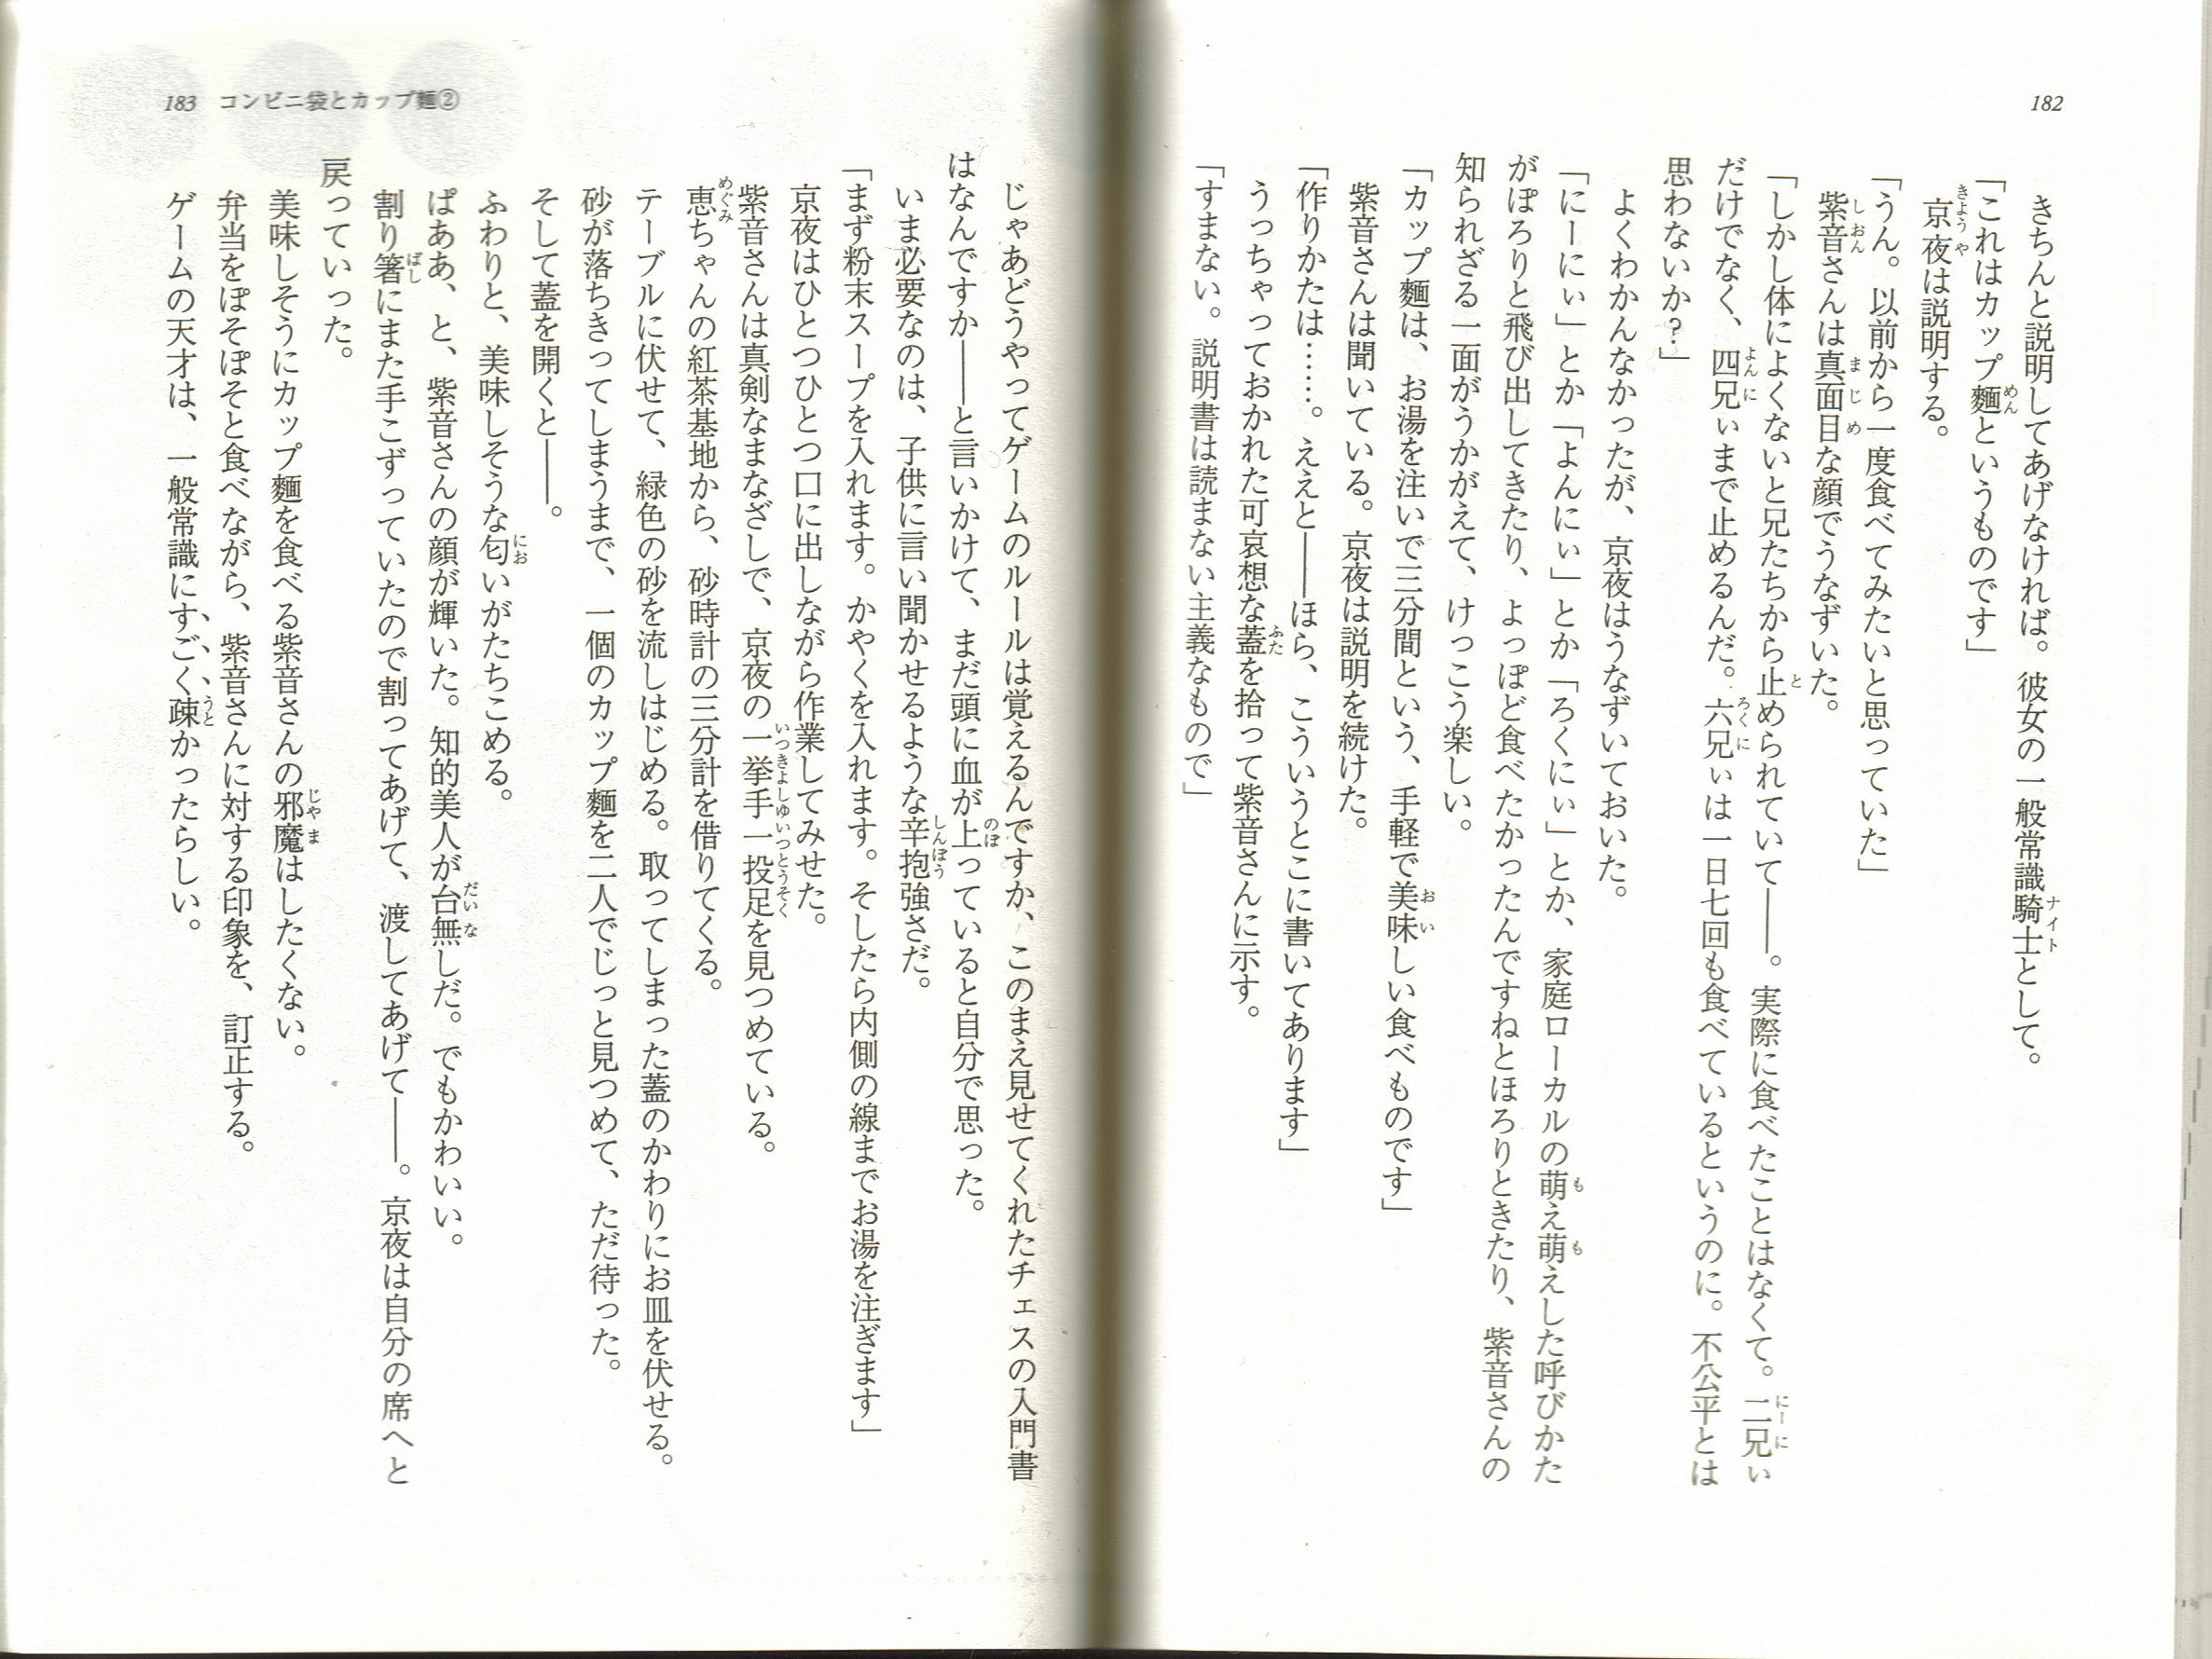 182
きちんと説明してあげなければ。彼女の一般常識騎士として。
「これはカップ麺というものです」
京夜は説明する。
「うん。以前から一度食べてみたいと思っていた」
紫音さんは真面目な顔でうなずいた。
「しかし体によくないと兄たちから止められていて――。実際に食べたことはなくて。二兄ぃ
だけでなく、四兄ぃまで止めるんだ。六兄ぃは一日七回も食べているというのに。不公平とは
思わないか？」
よくわかんなかったが、京夜はうなずいておいた。
「にーにぃ」とか「よんにぃ」とか「ろくにぃ」とか、家庭ローカルの萌え萌えした呼びかた
がぽろりと飛び出してきたり、よっぽど食べたかったんですねとほろりときたり、紫音さんの
知られざる一面がうかがえて、けっこう楽しい。
「カップ麺は、お湯を注いで三分間という、手軽で美味しい食べものです」
紫音さんは聞いている。京夜は説明を続けた。
「作りかたは……。ええと――ほら、こういうとこに書いてあります」
うっちゃっておかれた可哀想な蓋を拾って紫音さんに示す。
「すまない。説明書は読まない主義なもので」
183 コンビニ袋とカップ麺②
じゃあどうやってゲームのルールは覚えるんですか、このまえ見せてくれたチェスの入門書
はなんですか――と言いかけて、まだ頭に血が上っていると自分で思った。
いま必要なのは、子供に言い聞かせるような辛抱強さだ。
「まず粉末スープを入れます。かやくを入れます。そしたら内側の線までお湯を注ぎます」
京夜はひとつひとつ口に出しながら作業してみせた。
紫音さんは真剣なまなざしで、京夜の一挙手一投足を見つめている。
恵ちゃんの紅茶基地から、砂時計の三分計を借りてくる。
テーブルに伏せて、緑色の砂を流しはじめる。取ってしまった蓋のかわりにお皿を伏せる。
砂が落ちきってしまうまで、一個のカップ麺を二人でじっと見つめて、ただ待った。
そして蓋を開くと――。
ふわりと、美味しそうな匂いがたちこめる。
ぱああ、と、紫音さんの顔が輝いた。知的美人が台無しだ。でもかわいい。
割り箸にまた手こずっていたので割ってあげて、渡してあげて――。京夜は自分の席へと
戻っていった。
美味しそうにカップ麺を食べる紫音さんの邪魔はしたくない。
弁当をぽそぽそと食べながら、紫音さんに対する印象を、訂正する。
ゲームの天才は、一般常識にすごく疎かったらしい。